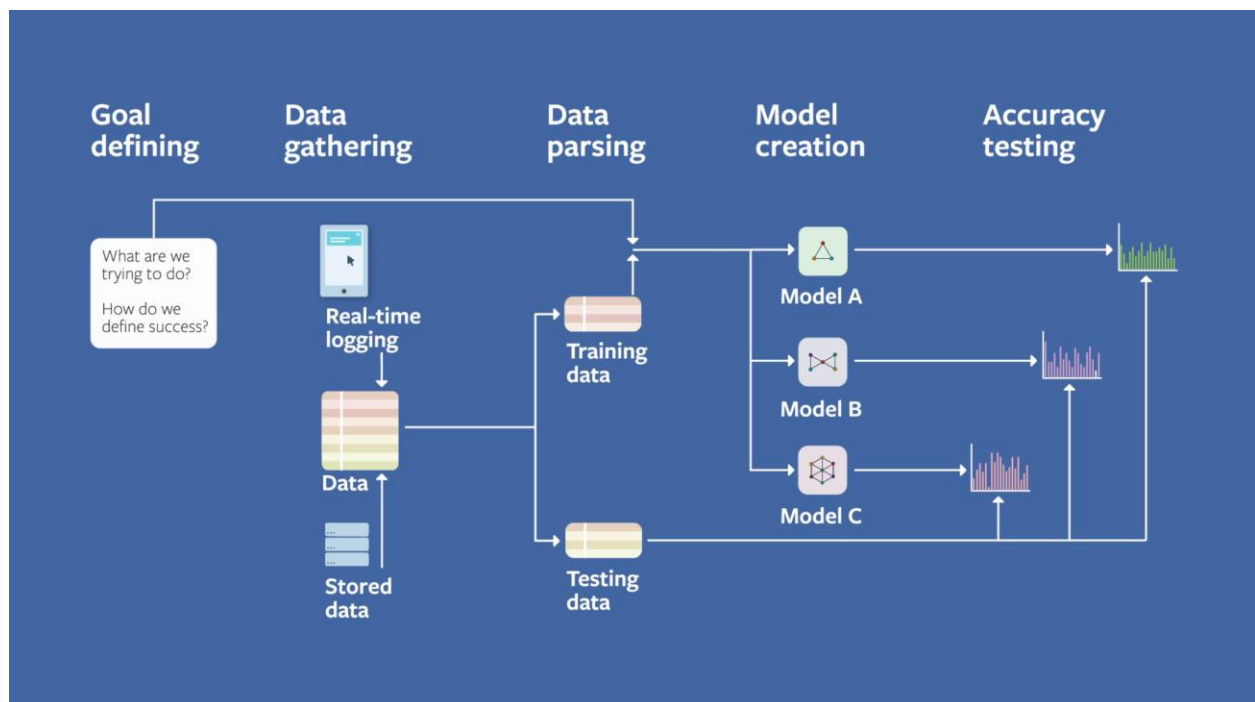 Goal
defining
Data
gathering
Data
parsing
Model
creation
Accuracy
testing
What are we
trying to do?
How do we
define success?
Real-time
logging
Data
Stored
data
Training
data
Testing
data
Model A
Model B
Model C